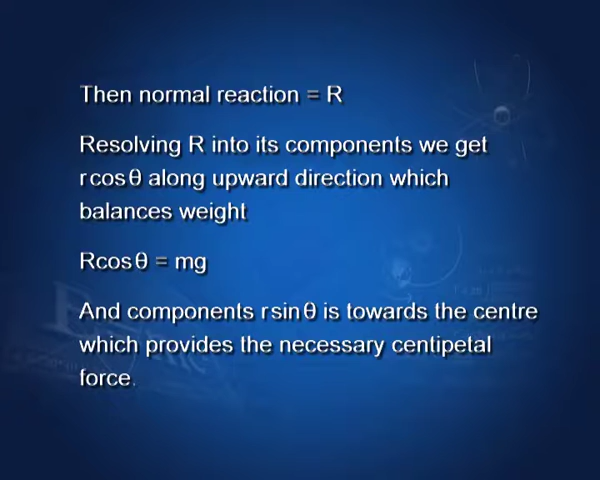 Then normal reaction = R
Resolving R into its components we get
rcosθ along upward direction which
balances weight
Rcosθ = mg
And components rsinθ is towards the centre
which provides the necessary centipetal
force.